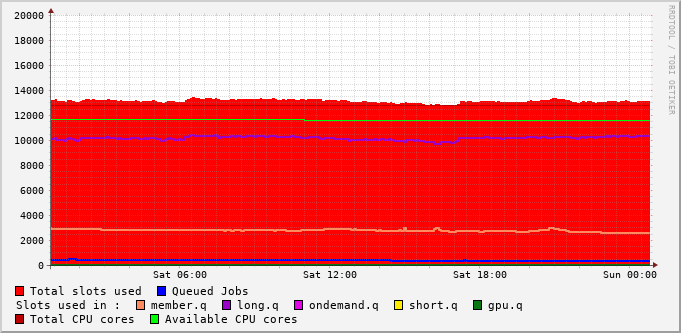 RRDTOOL / TOBI OETIKER
20000
18000
16000
14000
12000
10000
8000
6000
4000
2000
0
Sat 06:00 Sat 12:00 Sat 18:00 Sun 00:00
Total slots used Queued Jobs
Slots used in : member.q long.q ondemand.q short.q gpu.q
Total CPU cores Available CPU cores